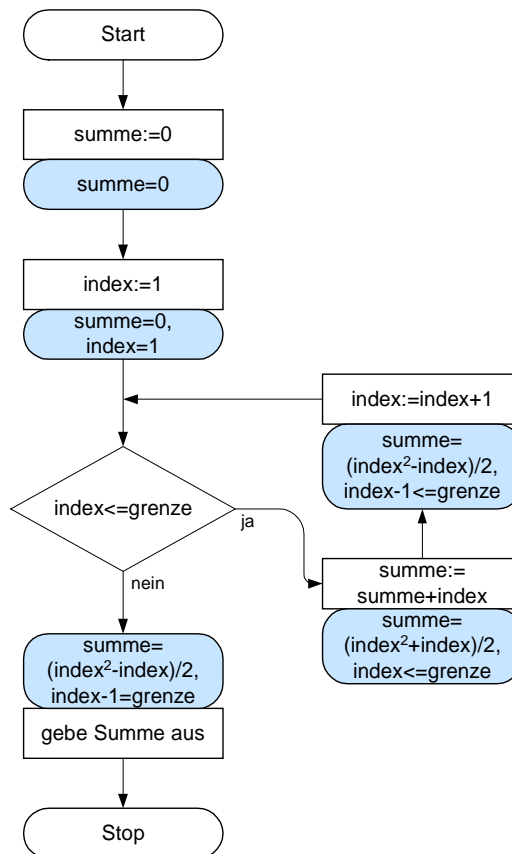 Start
summe:=0
summe=0
index:=1
summe=0,
index=1
index:=index+1
summe=
(index²-index)/2,
index-1<=grenze
index<=grenze
ja
nein
summe:=
summe+index
summe=
(index²+index)/2,
index<=grenze
summe=
(index²-index)/2,
index-1=grenze
gebe Summe aus
Stop